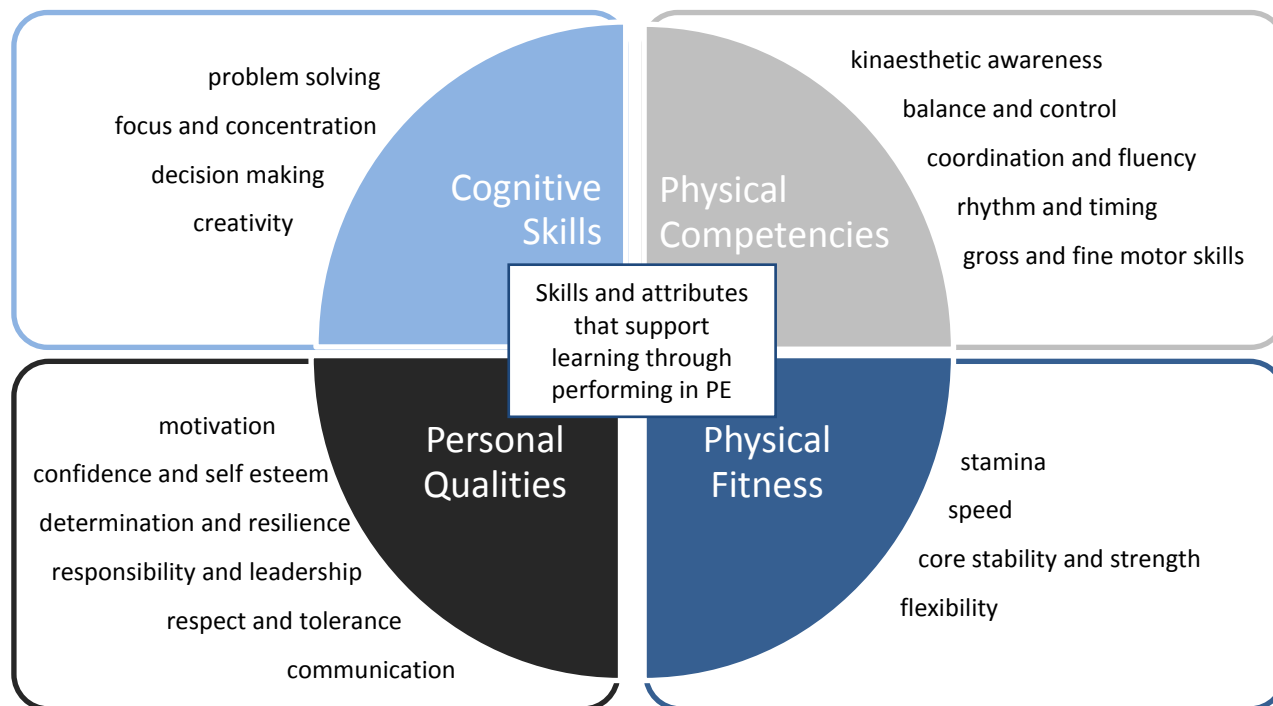 problem solving
focus and concentration
decision making
creativity
Cognitive
Skills
kinaesthetic awareness
balance and control
coordination and fluency
rhythm and timing
gross and fine motor skills
Physical
Competencies
Skills and attributes
that support
learning through
performing in PE
motivation
confidence and self esteem
determination and resilience
responsibility and leadership
respect and tolerance
communication
Personal
Qualities
Physical
Fitness
stamina
speed
core stability and strength
flexibility